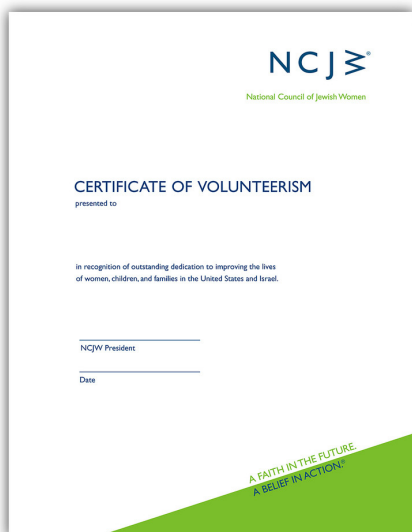 NCJW®
National Council of Jewish Women
CERTIFICATE OF VOLUNTEERISM
presented to
in recognition of outstanding dedication to improving the lives
of women, children, and families in the United States and Israel.
NCJW President
Date
A FAITH IN THE FUTURE.
A BELIEF IN ACTION.®